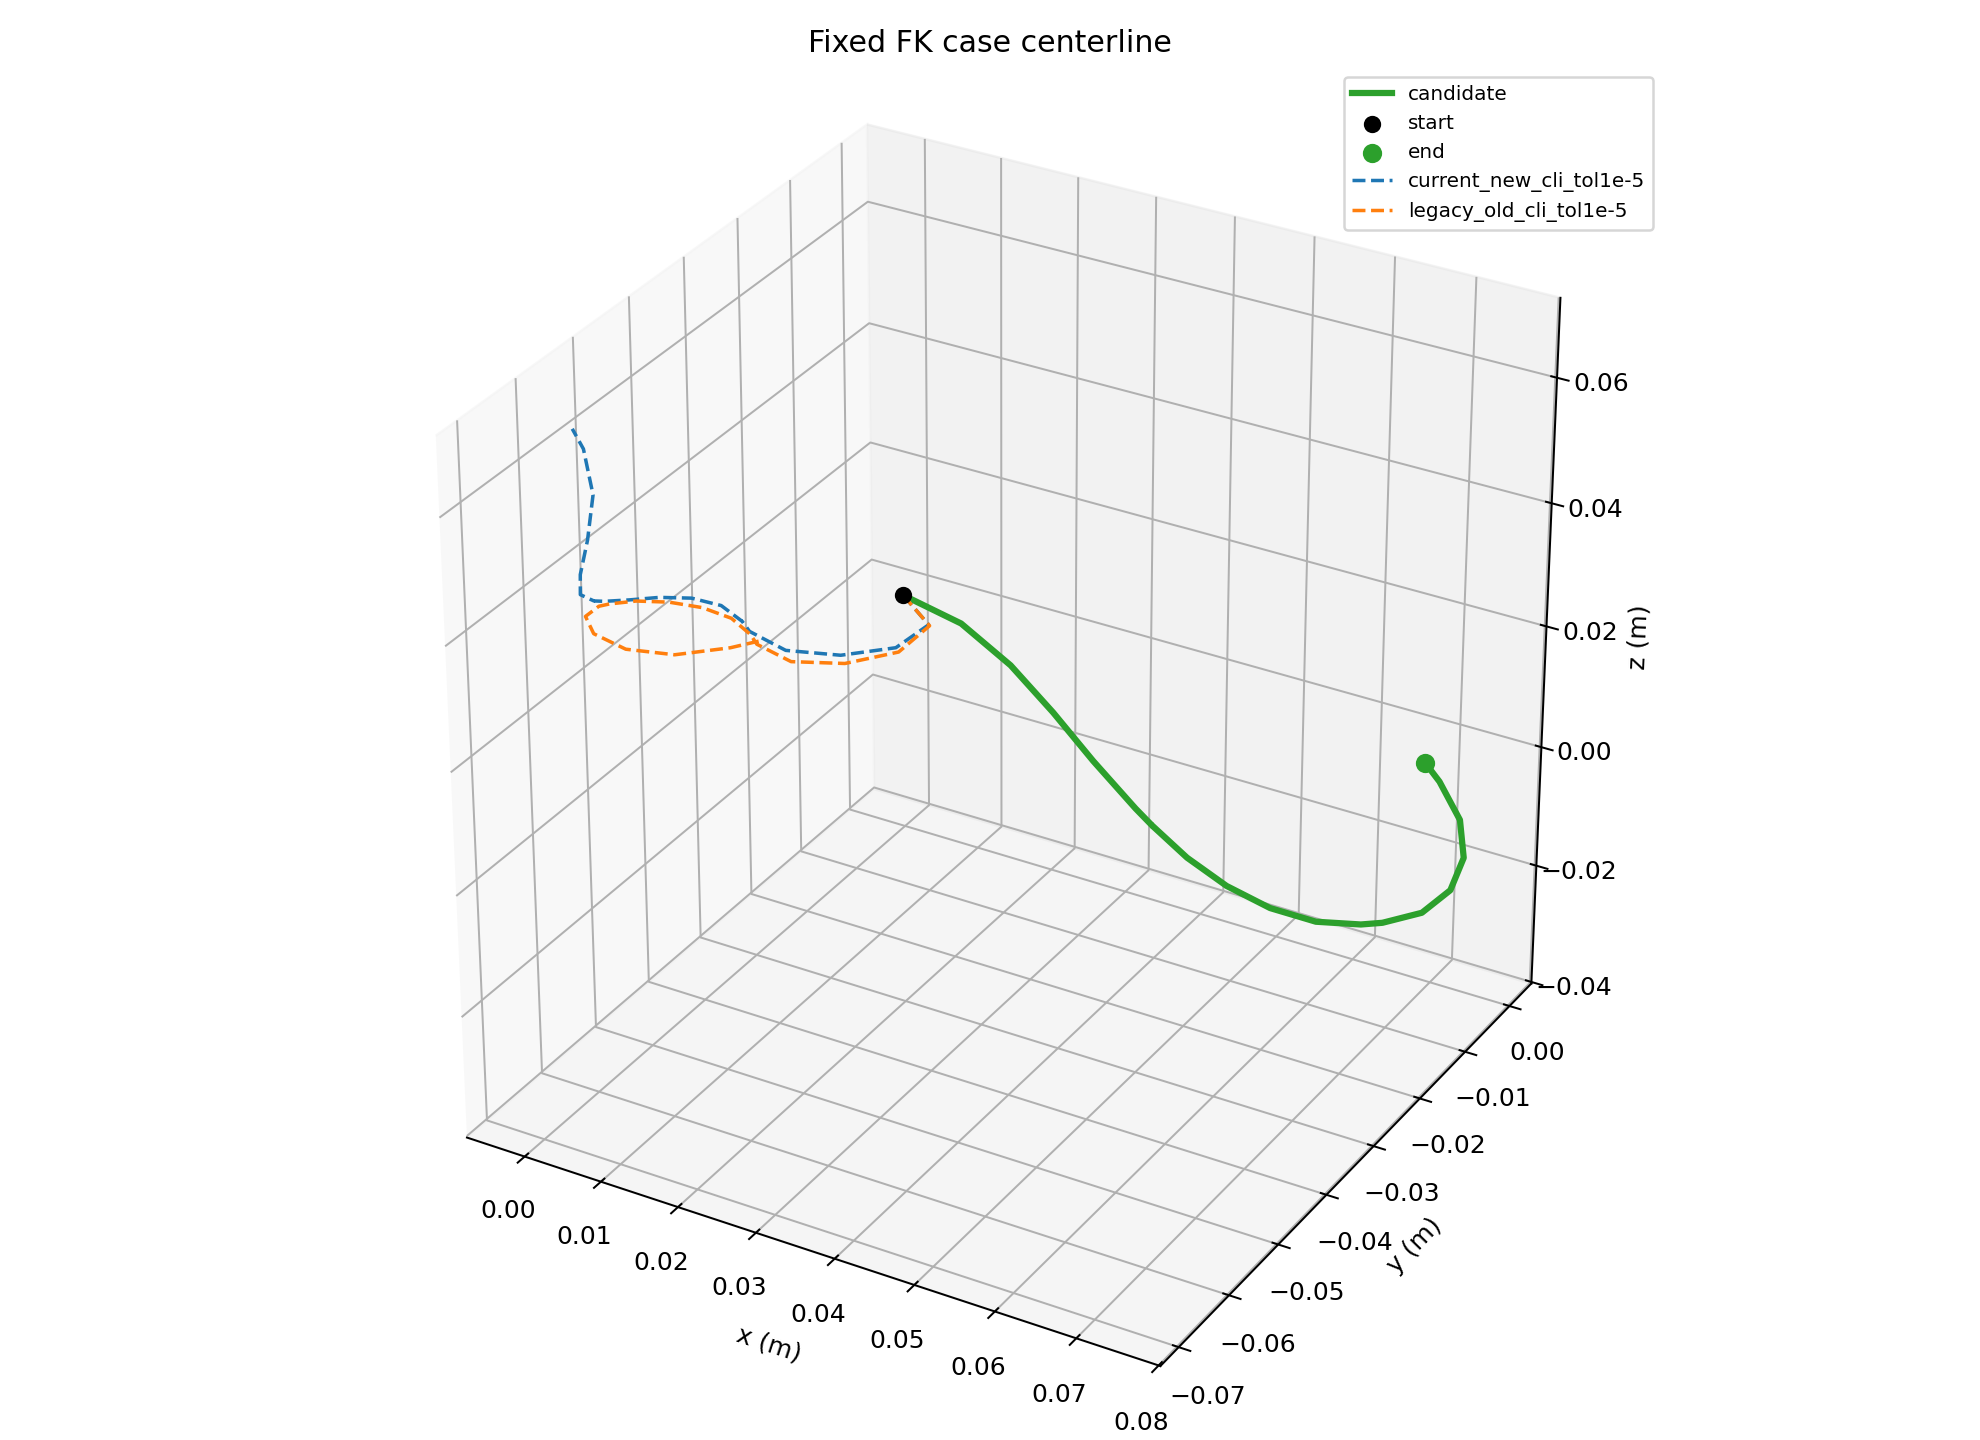 Fixed FK case centerline
candidate
start
end
current_new_cli_tol1e-5
legacy_old_cli_tol1e-5
0.06
0.04
0.02
0.00
−0.02
−0.04
z (m)
0.00
−0.01
−0.02
−0.03
−0.04
−0.05
−0.06
−0.07
y (m)
0.00
0.01
0.02
0.03
0.04
0.05
0.06
0.07
0.08
x (m)